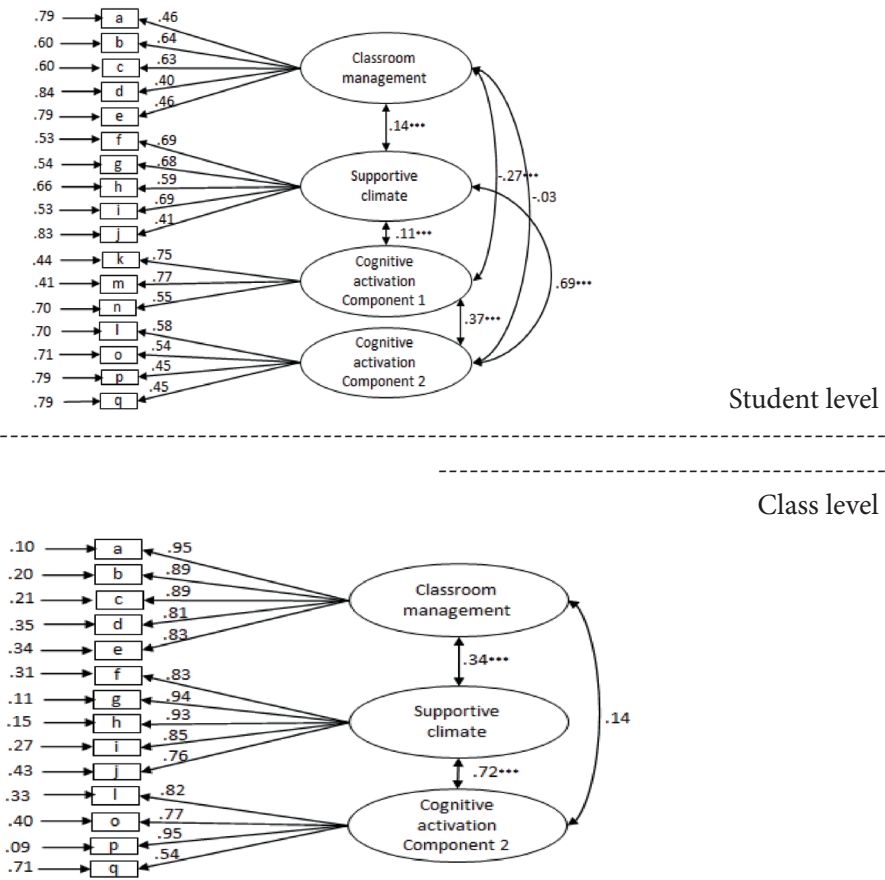 .79 a .46
.60 b .64
.60 c .63
.84 d .40
.79 e .46
Classroom
management
.14***
.53 f .69
.54 g .68
.66 h .59
.53 i .69
.83 j .41
Supportive
climate
-.27***
-.03
.11***
.44 k .75
.41 m .77
.70 n .55
Cognitive
activation
Component 1
.69***
.37***
.70 l .58
.71 o .54
.79 p .45
.79 q .45
Cognitive
activation
Component 2
Student level
Class level
.10 a .95
.20 b .89
.21 c .89
.35 d .81
.34 e .83
Classroom
management
.34***
.31 f .83
.11 g .94
.15 h .93
.27 i .85
.43 j .76
Supportive
climate
.14
.72***
.33 l .82
.40 o .77
.09 p .95
.71 q .54
Cognitive
activation
Component 2